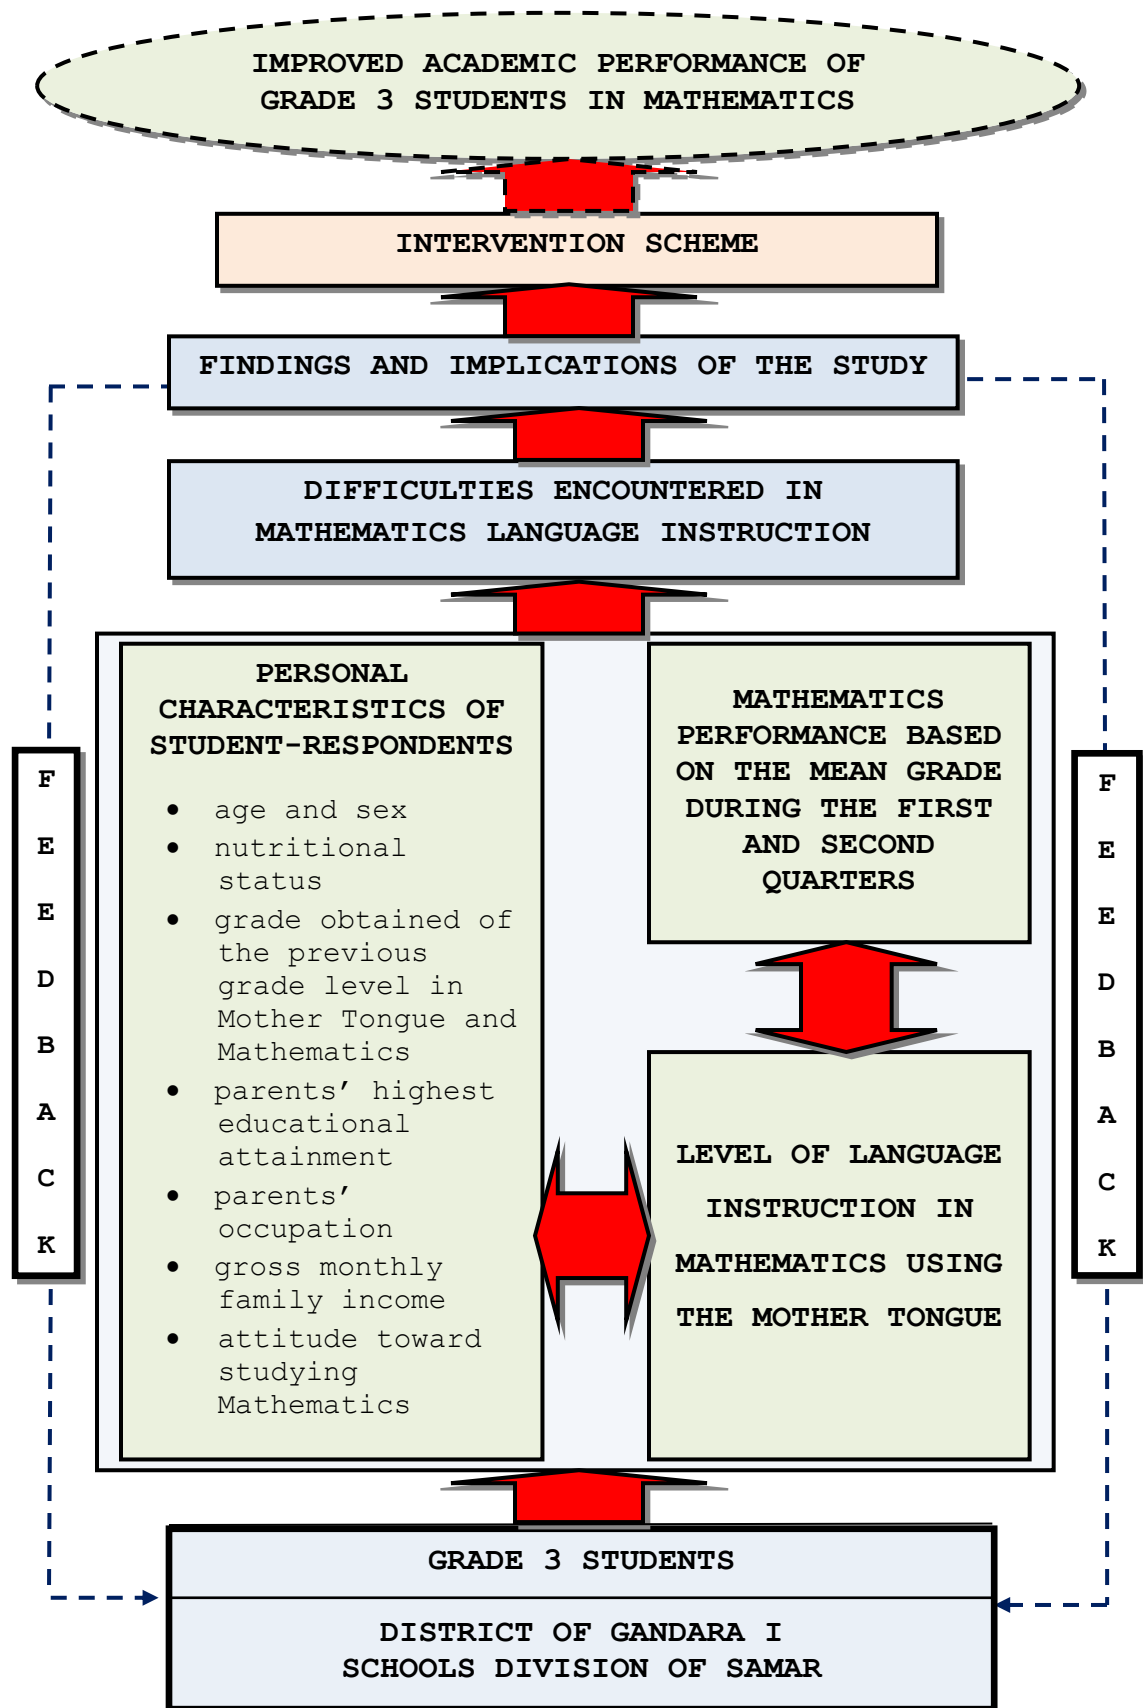 IMPROVED ACADEMIC PERFORMANCE OF
GRADE 3 STUDENTS IN MATHEMATICS
INTERVENTION SCHEME
FINDINGS AND IMPLICATIONS OF THE STUDY
DIFFICULTIES ENCOUNTERED IN
MATHEMATICS LANGUAGE INSTRUCTION
PERSONAL
CHARACTERISTICS OF
STUDENT-RESPONDENTS
• age and sex
• nutritional
status
• grade obtained of
the previous
grade level in
Mother Tongue and
Mathematics
• parents’ highest
educational
attainment
• parents’
occupation
• gross monthly
family income
• attitude toward
studying
Mathematics
MATHEMATICS
PERFORMANCE BASED
ON THE MEAN GRADE
DURING THE FIRST
AND SECOND
QUARTERS
LEVEL OF LANGUAGE
INSTRUCTION IN
MATHEMATICS USING
THE MOTHER TONGUE
F
E
E
D
B
A
C
K
F
E
E
D
B
A
C
K
GRADE 3 STUDENTS
DISTRICT OF GANDARA I
SCHOOLS DIVISION OF SAMAR